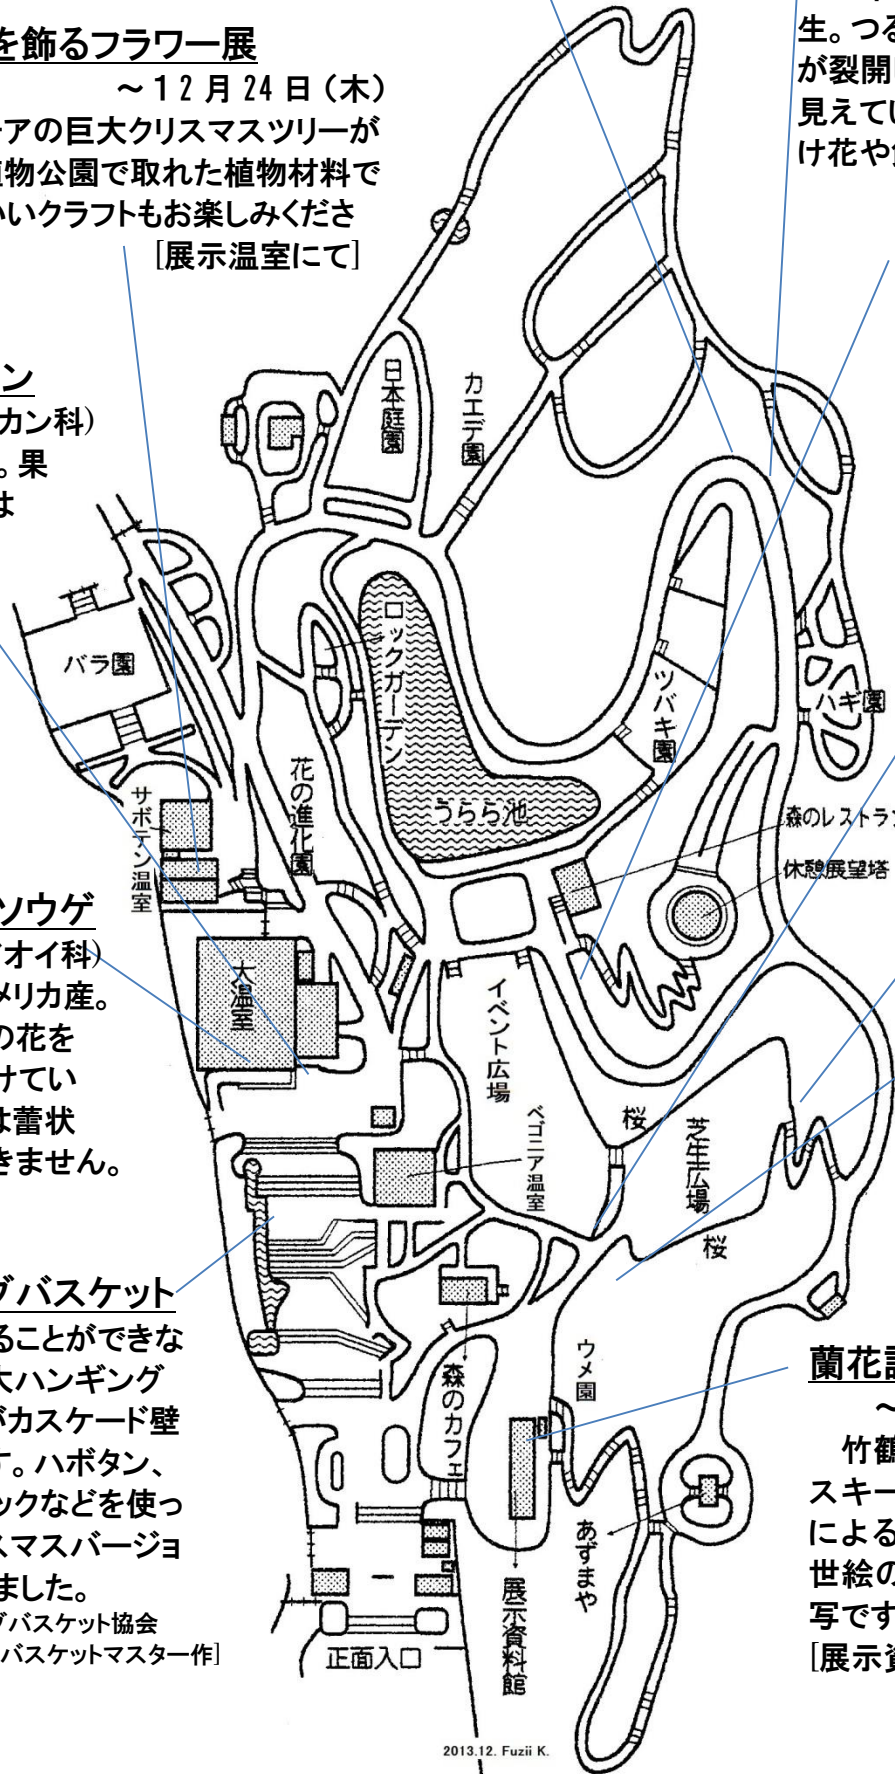 を飾るフラワー展
～12月24日（木）
アの巨大クリスマスツリーが
植物公園で取れた植物材料で
いいクラフトもお楽しみくださ
[展示温室にて]
生。つる
が裂開
見えてい
け花や
ン
カン科）
。果
は
ソウゲ
アオイ科）
メリカ産。
の花を
けてい
は蕾状
きません。
グバスケット
ることができな
大ハンギング
がカスケード壁
す。ハボタン、
ックなどを使っ
スマスバージョ
ました。
グバスケット協会
バスケットマスター作]
蘭花譜
～
竹鶴
スキー
による
世絵の
写です
[展示資
日本庭園
カエデ園
ロックガーデン
バラ園
ツバキ園
ハギ園
花の進化園
うらら池
サボテン温室
森のレストラン
休憩展望塔
大温室
イベント広場
ベゴニア温室
桜
芝生広場
桜
森のカフェ
ウメ園
あずまや
展示資料館
正面入口
2013.12. Fuzii K.